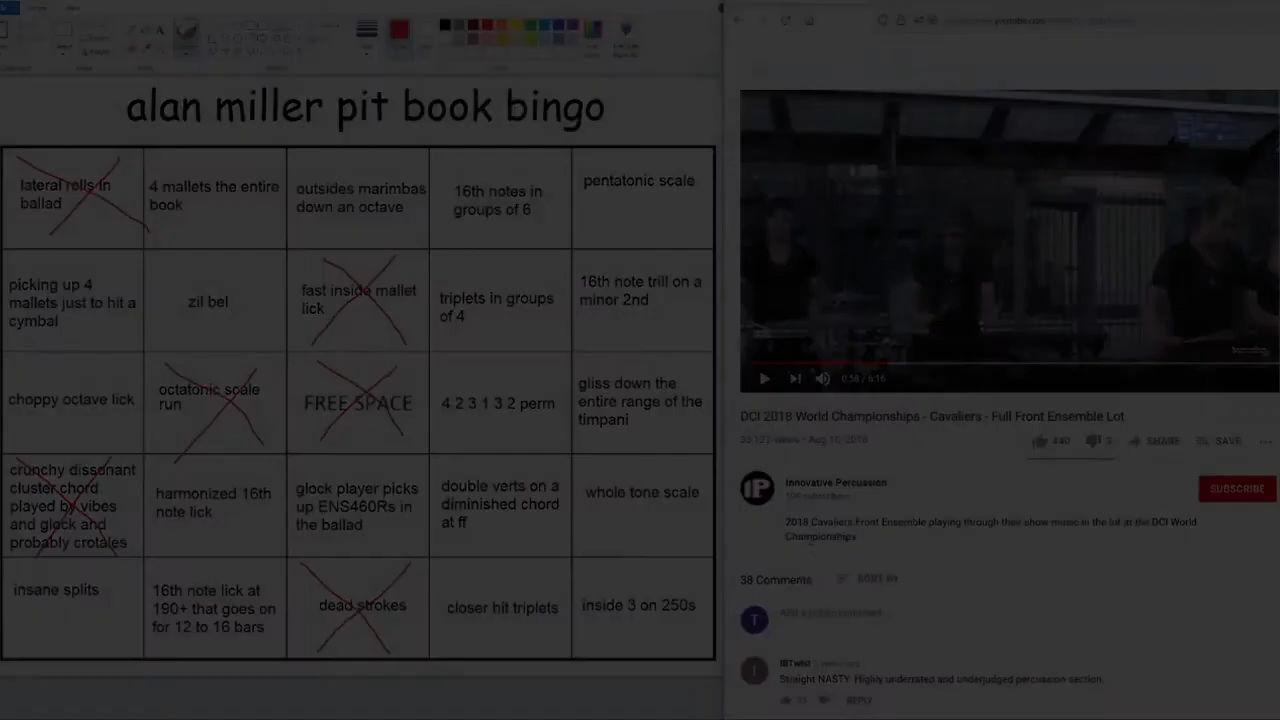 alan miller pit book bingo
lateral rolls in
ballad
4 mallets the entire
book
outsides marimbas
down an octave
16th notes in
groups of 6
pentatonic scale
picking up 4
mallets just to hit a
cymbal
zil bel
fast inside mallet
lick
triplets in groups
of 4
16th note trill on a
minor 2nd
choppy octave lick
octatonic scale
run
FREE SPACE
4 2 3 1 3 2 perm
gliss down the
entire range of the
timpani
crunchy dissonant
cluster chord
played by vibes
and glock and
probably crotales
harmonized 16th
note lick
glock player picks
up ENS460Rs in
the ballad
double verts on a
diminished chord
at ff
whole tone scale
insane splits
16th note lick at
190+ that goes on
for 12 to 16 bars
dead strokes
closer hit triplets
inside 3 on 250s
0:58 / 6:16
DCI 2018 World Championships - Cavaliers - Full Front Ensemble Lot
SHARE
SAVE
Innovative Percussion
SUBSCRIBE
2018 Cavaliers Front Ensemble playing through their show music in the lot at the DCI World
Championships
38 Comments
SORT BY
T
Straight NASTY. Highly underrated and underjudged percussion section.
REPLY